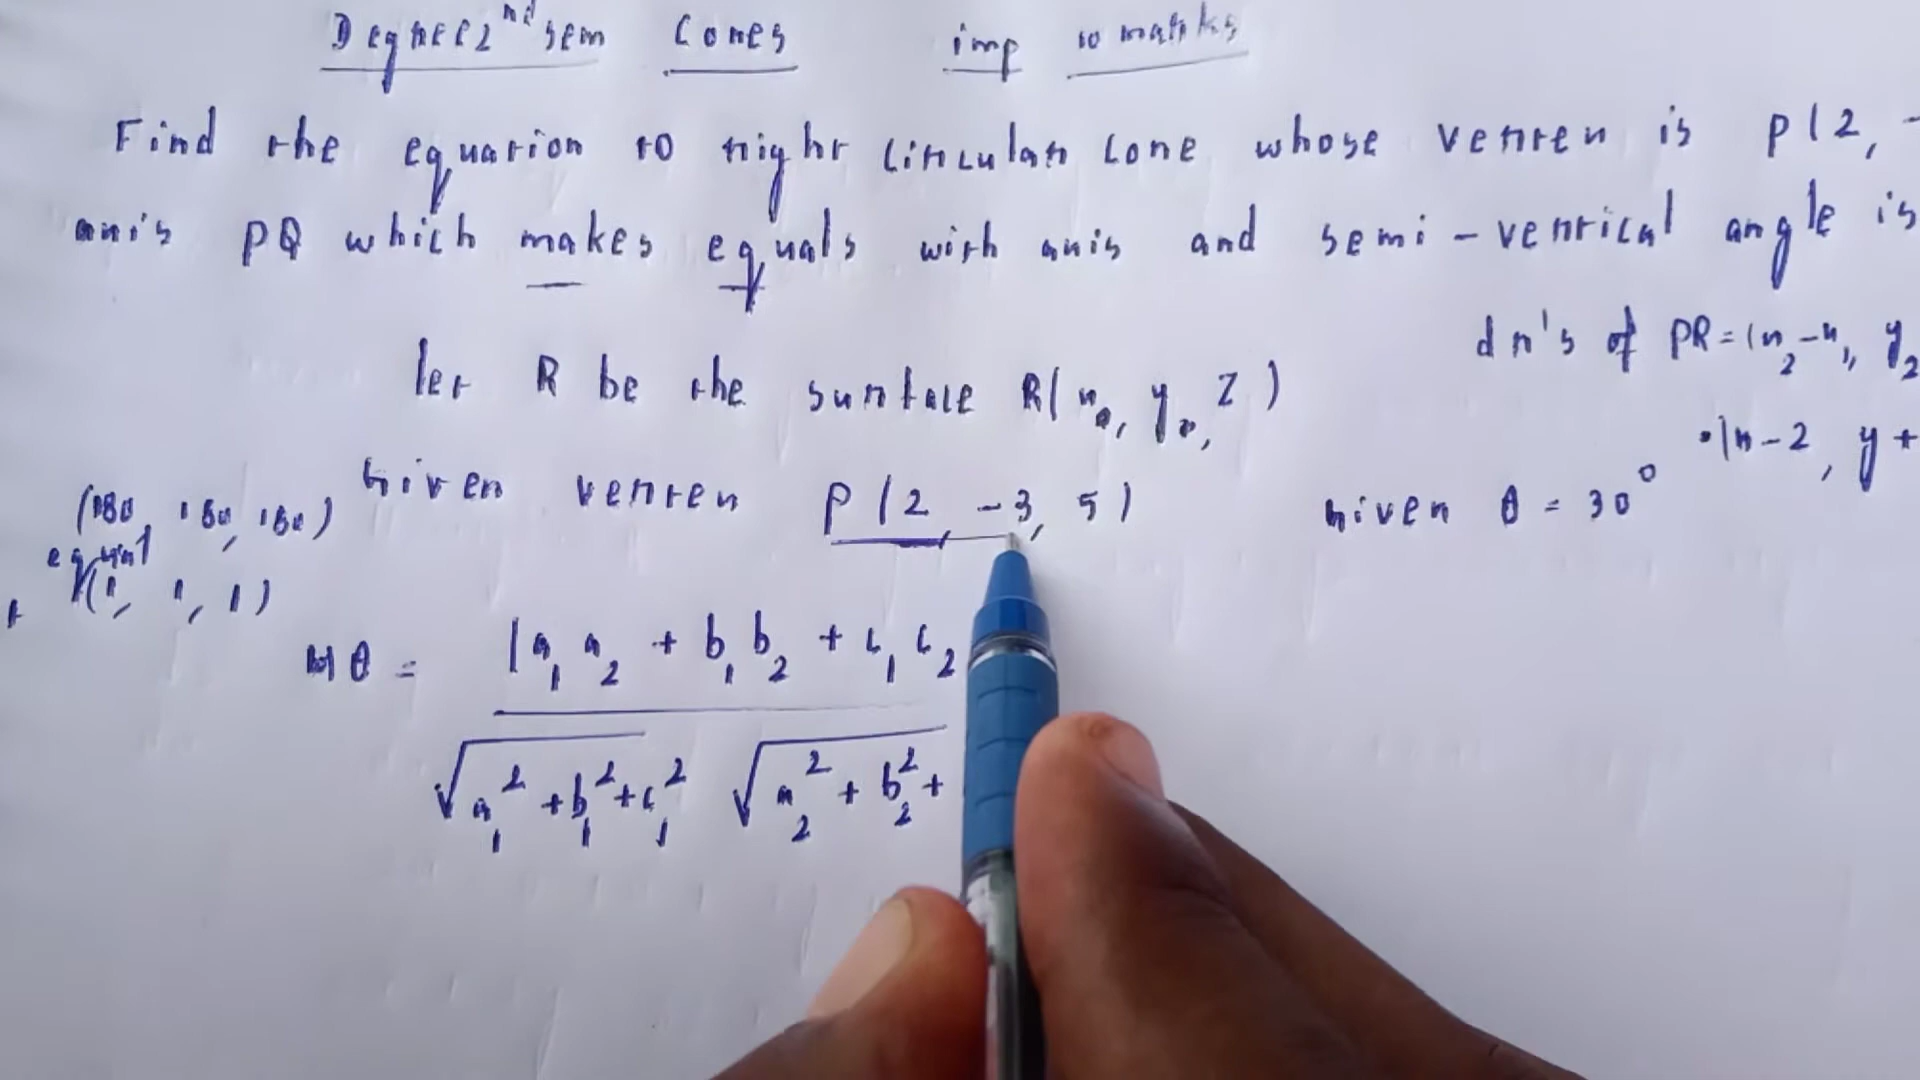 Degree 2nd sem Cones imp 10 marks
Find the equation to right circular cone whose vertex is P(2, -
axis PQ which makes equals with axis and semi-vertical angle is
dr's of PR = (x2-x1, y2
let R be the surface R(x, y, z)
(x-2, y+
Given vertex P(2, -3, 5) Given θ = 30°
equal
(1, 1, 1)
cos θ = |a1 a2 + b1 b2 + c1 c2
√a1² + b1² + c1² √a2² + b2² +